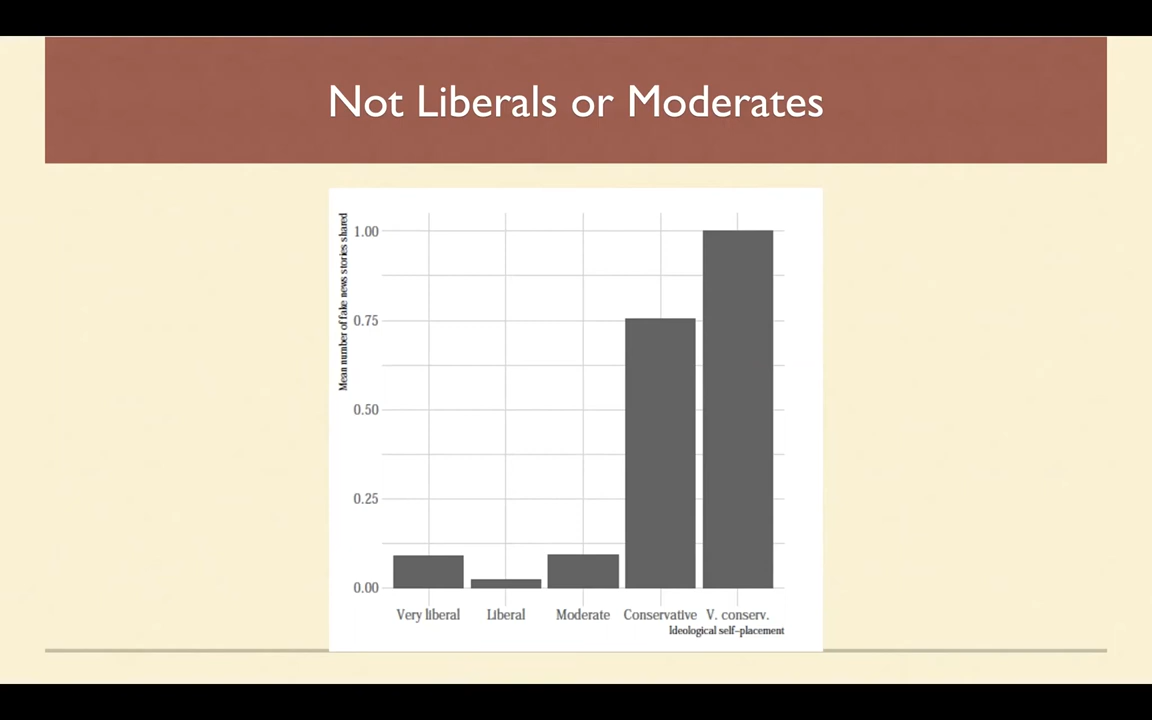 Not Liberals or Moderates
Mean number of fake news stories shared
1.00
0.75
0.50
0.25
0.00
Very liberal Liberal Moderate Conservative V. conserv.
Ideological self-placement